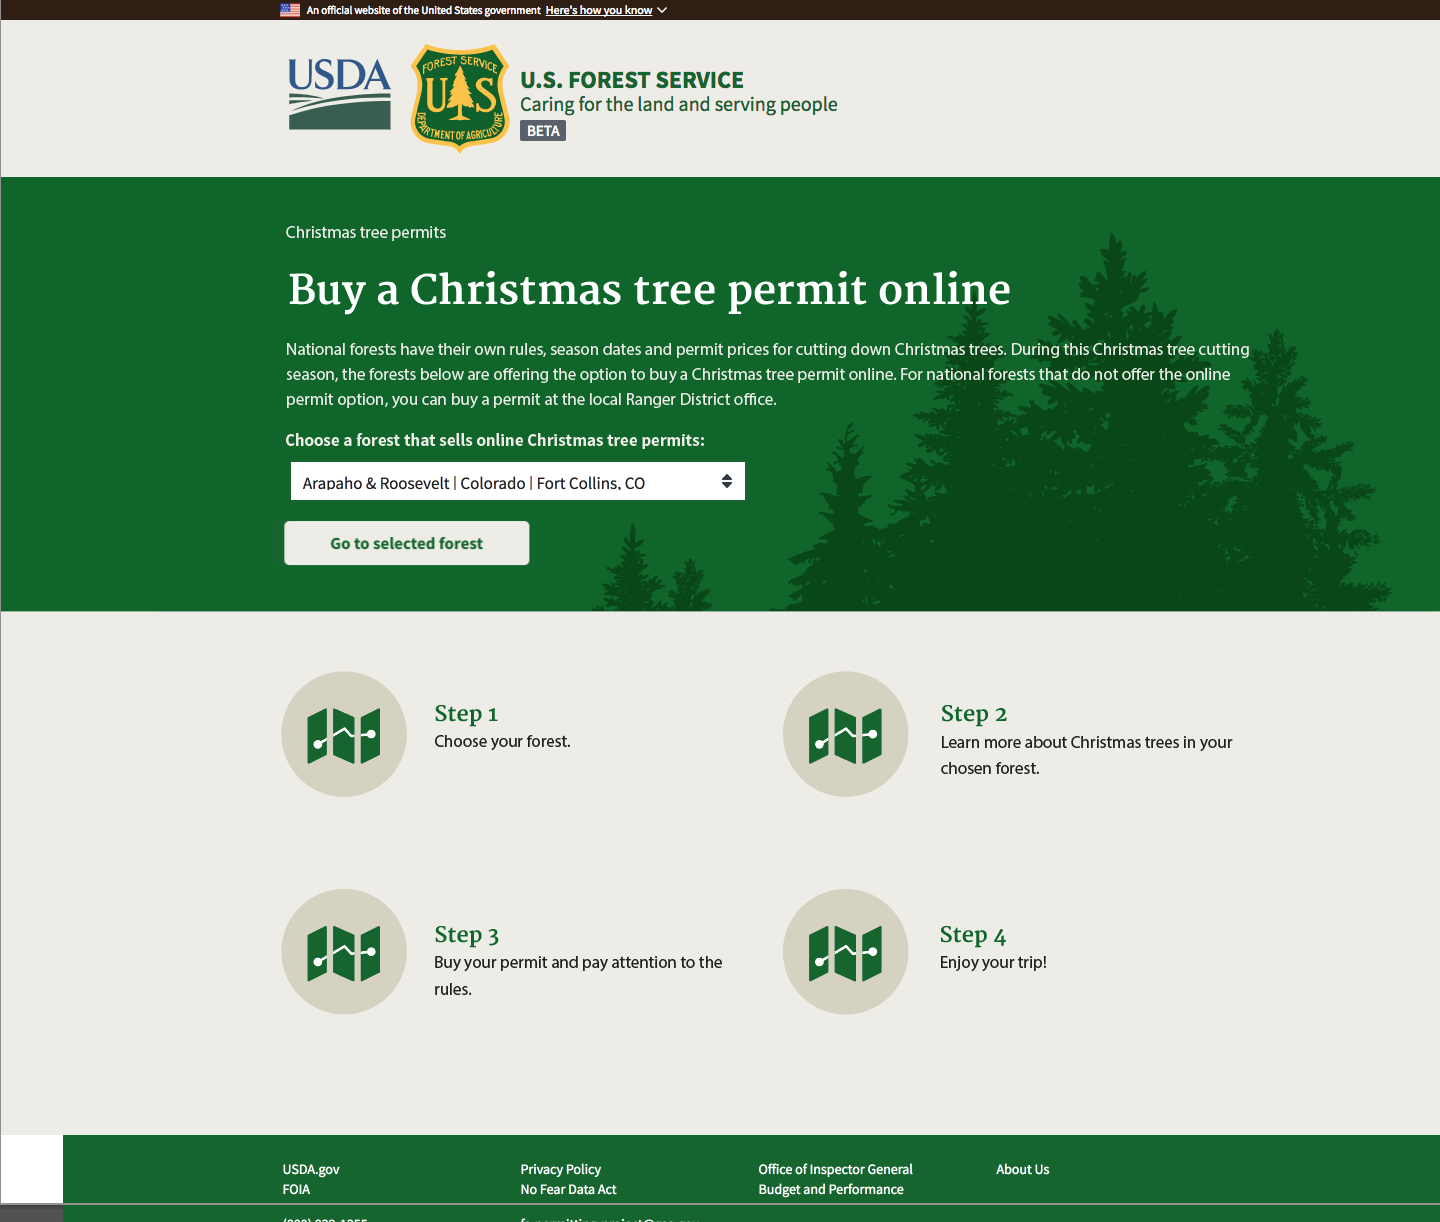 An official website of the United States government Here's how you know
USDA
FOREST SERVICE
U S
DEPARTMENT OF AGRICULTURE
U.S. FOREST SERVICE
Caring for the land and serving people
BETA
Christmas tree permits
Buy a Christmas tree permit online
National forests have their own rules, season dates and permit prices for cutting down Christmas trees. During this Christmas tree cutting
season, the forests below are offering the option to buy a Christmas tree permit online. For national forests that do not offer the online
permit option, you can buy a permit at the local Ranger District office.
Choose a forest that sells online Christmas tree permits:
Arapaho & Roosevelt | Colorado | Fort Collins, CO
Go to selected forest
Step 1
Choose your forest.
Step 2
Learn more about Christmas trees in your
chosen forest.
Step 3
Buy your permit and pay attention to the
rules.
Step 4
Enjoy your trip!
USDA.gov
FOIA
Privacy Policy
No Fear Data Act
Office of Inspector General
Budget and Performance
About Us